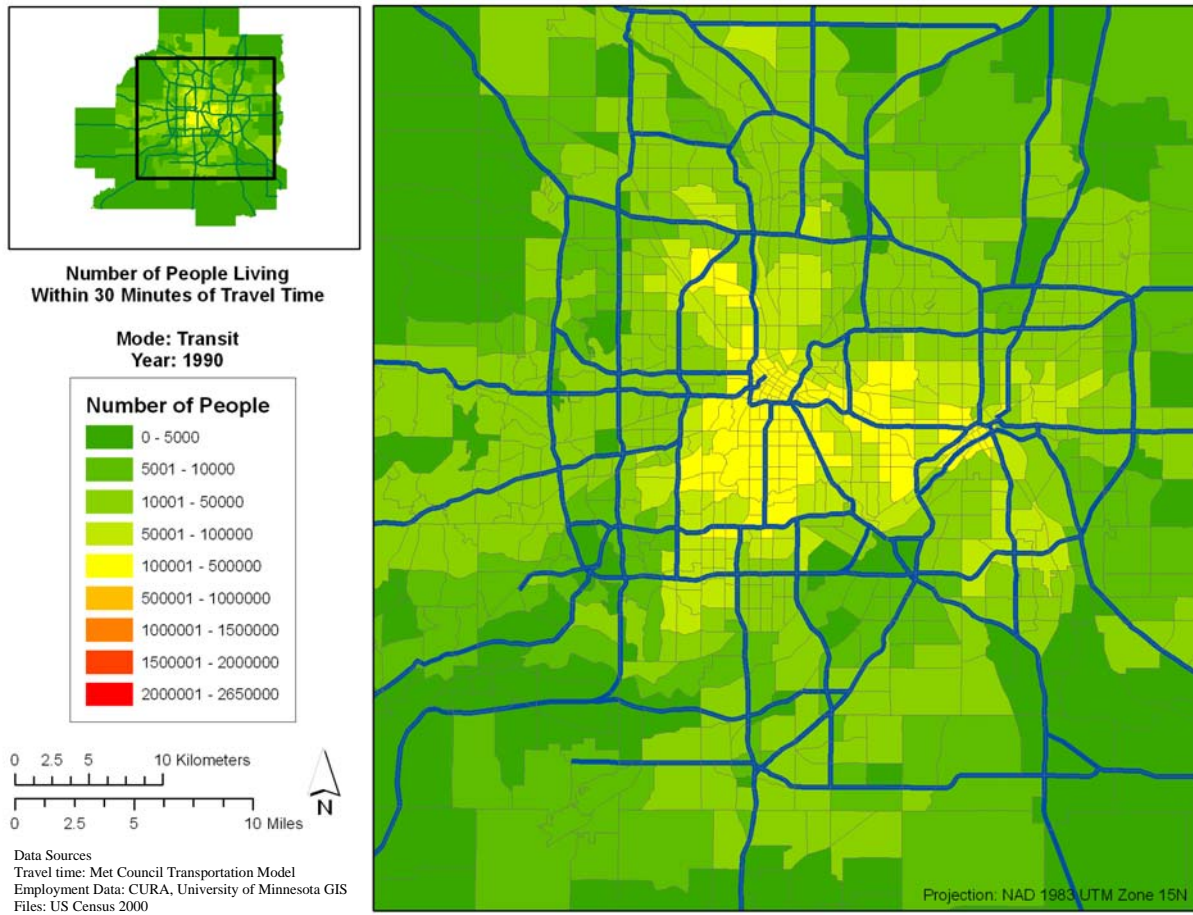 Number of People Living
Within 30 Minutes of Travel Time
Mode: Transit
Year: 1990
Number of People
0 - 5000
5001 - 10000
10001 - 50000
50001 - 100000
100001 - 500000
500001 - 1000000
1000001 - 1500000
1500001 - 2000000
2000001 - 2650000
0 2.5 5 10 Kilometers
0 2.5 5 10 Miles
N
Data Sources
Travel time: Met Council Transportation Model
Employment Data: CURA, University of Minnesota GIS
Files: US Census 2000
Projection: NAD 1983 UTM Zone 15N